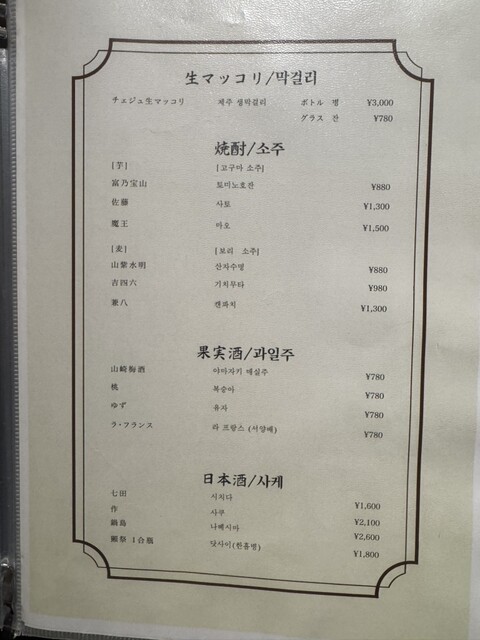 生マッコリ/막걸리
チェジュ生マッコリ 제주 생막걸리 ボトル 병 ¥3,000
グラス 잔 ¥780
焼酎/소주
[芋] [고구마 소주]
富乃宝山 토미노호잔 ¥880
佐藤 사토 ¥1,300
魔王 마오 ¥1,500
[麦] [보리 소주]
山紫水明 산차수명 ¥880
吉四六 기치무타 ¥980
兼八 켄파치 ¥1,300
果実酒/과일주
山崎梅酒 야마자키 매실주 ¥780
桃 복숭아 ¥780
ゆず 유자 ¥780
ラ・フランス 라 프랑스 (서양배) ¥780
日本酒/사케
七田 시치다 ¥1,600
作 사쿠 ¥2,100
鍋島 나베시마 ¥2,600
獺祭 1合瓶 닷사이(한홉병) ¥1,800